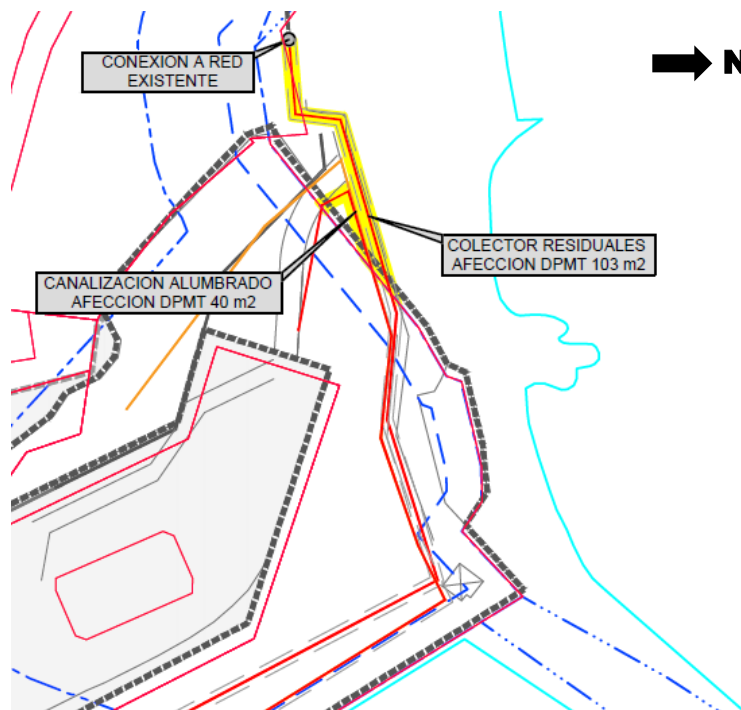 CONEXION A RED
EXISTENTE
N
COLECTOR RESIDUALES
AFECCION DPMT 103 m2
CANALIZACION ALUMBRADO
AFECCION DPMT 40 m2